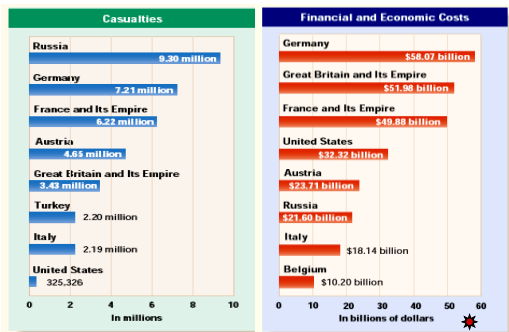 Casualties
Russia
9.30 million
Germany
7.21 million
France and Its Empire
6.22 million
Austria
4.65 million
Great Britain and Its Empire
3.43 million
Turkey
2.20 million
Italy
2.19 million
United States
325,326
0 2 4 6 8 10
In millions
Financial and Economic Costs
Germany
$58.07 billion
Great Britain and Its Empire
$51.98 billion
France and Its Empire
$49.88 billion
United States
$32.32 billion
Austria
$23.71 billion
Russia
$21.60 billion
Italy
$18.14 billion
Belgium
$10.20 billion
0 10 20 30 40 50 60
In billions of dollars